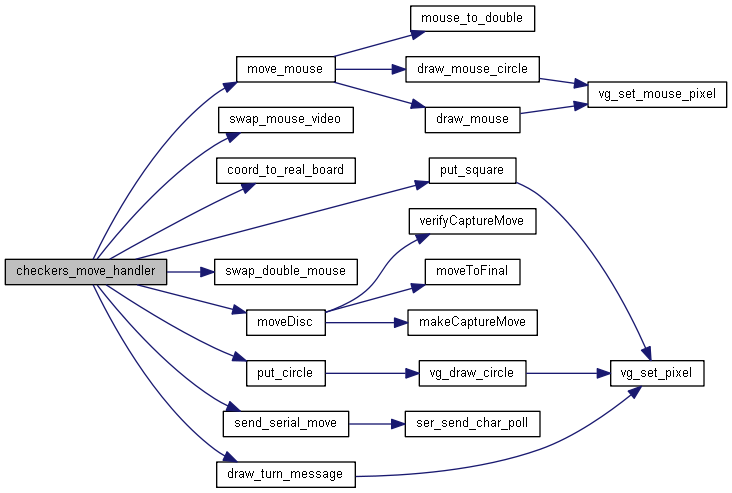 mouse_to_double
move_mouse
draw_mouse_circle
vg_set_mouse_pixel
swap_mouse_video
draw_mouse
coord_to_real_board
put_square
verifyCaptureMove
checkers_move_handler
swap_double_mouse
moveToFinal
moveDisc
makeCaptureMove
put_circle
vg_draw_circle
vg_set_pixel
send_serial_move
ser_send_char_poll
draw_turn_message